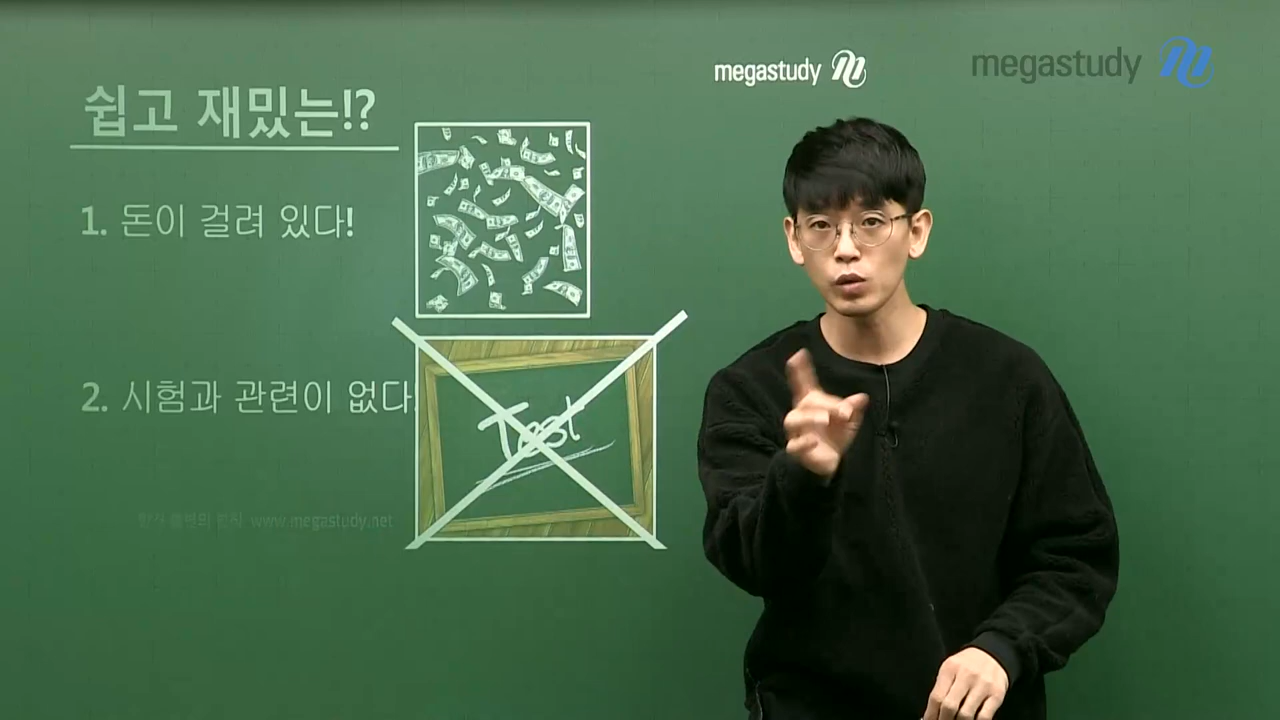 megastudy
megastudy
쉽고 재밌는!?
1. 돈이 걸려 있다!
Test
2. 시험과 관련이 없다!
www.megastudy.net